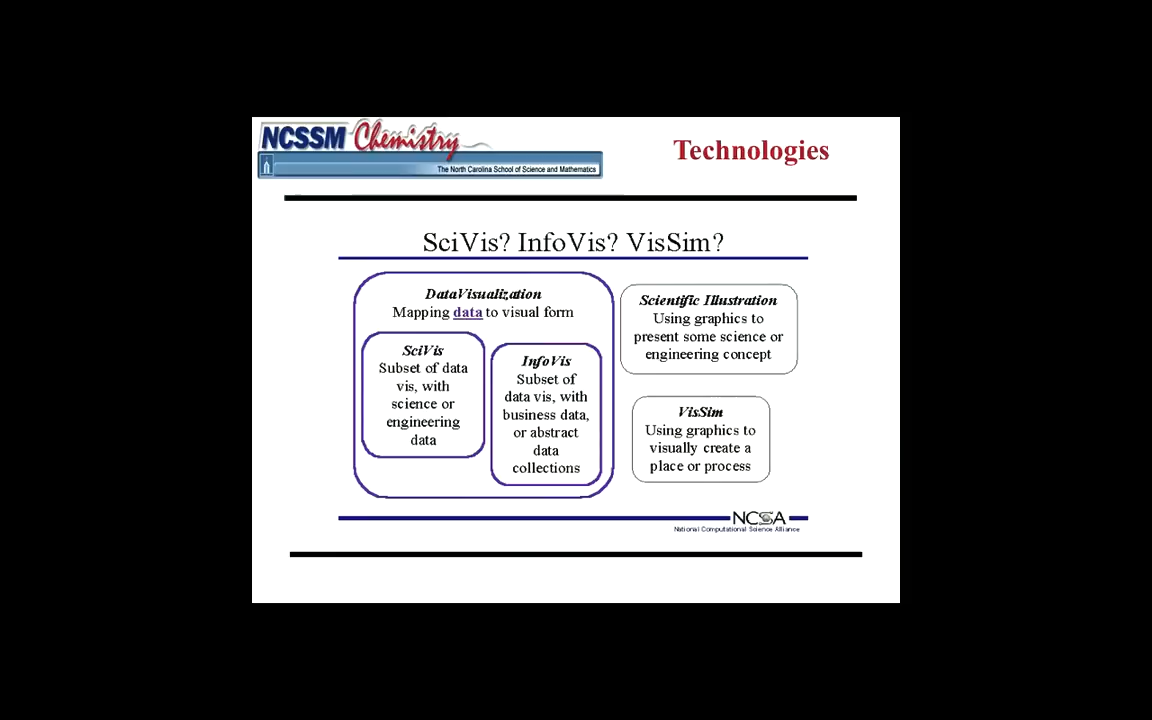 NCSSM Chemistry
The North Carolina School of Science and Mathematics
Technologies
SciVis? InfoVis? VisSim?
DataVisualization
Mapping data to visual form
SciVis
Subset of data
vis, with
science or
engineering
data
InfoVis
Subset of
data vis, with
business data,
or abstract
data
collections
Scientific Illustration
Using graphics to
present some science or
engineering concept
VisSim
Using graphics to
visually create a
place or process
NCSA
National Computational Science Alliance